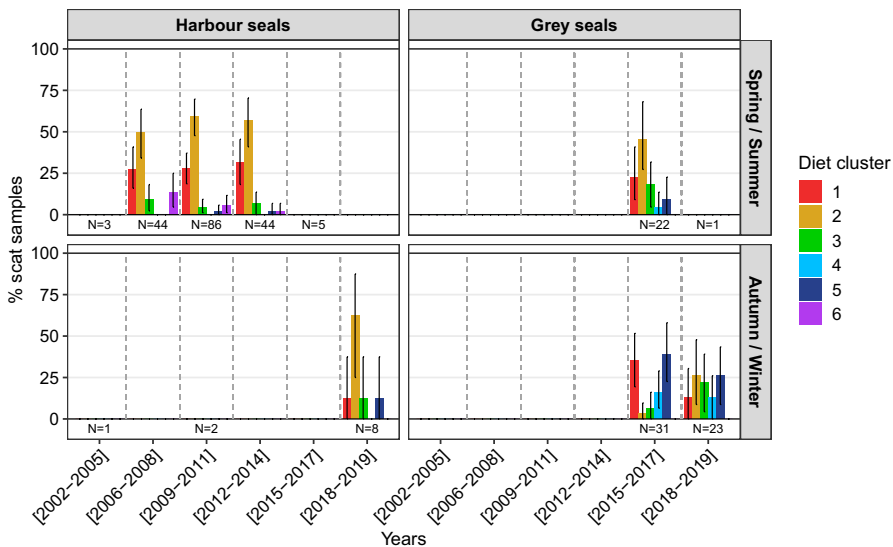 Harbour seals
Grey seals
100
75
50
25
0
N=3
N=44
N=86
N=44
N=5
N=22
N=1
Spring / Summer
100
75
50
25
0
N=1
N=2
N=8
N=31
N=23
Autumn / Winter
% scat samples
[2002−2005]
[2006−2008]
[2009−2011]
[2012−2014]
[2015−2017]
[2018−2019]
[2002−2005]
[2006−2008]
[2009−2011]
[2012−2014]
[2015−2017]
[2018−2019]
Years
Diet cluster
1
2
3
4
5
6